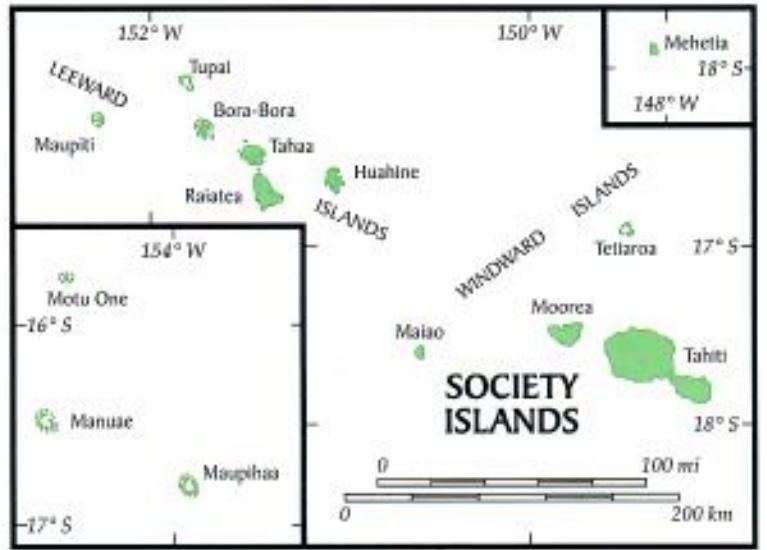 152° W
150° W
Mehetia
18° S
148° W
LEEWARD
Tupai
Bora-Bora
Maupiti
Tahaa
Huahine
Raiatea
ISLANDS
WINDWARD
ISLANDS
Tetiaroa
17° S
154° W
Motu One
16° S
Moorea
Maiao
Tahiti
SOCIETY
ISLANDS
Manuae
18° S
Maupihaa
0
100 mi
17° S
0
200 km